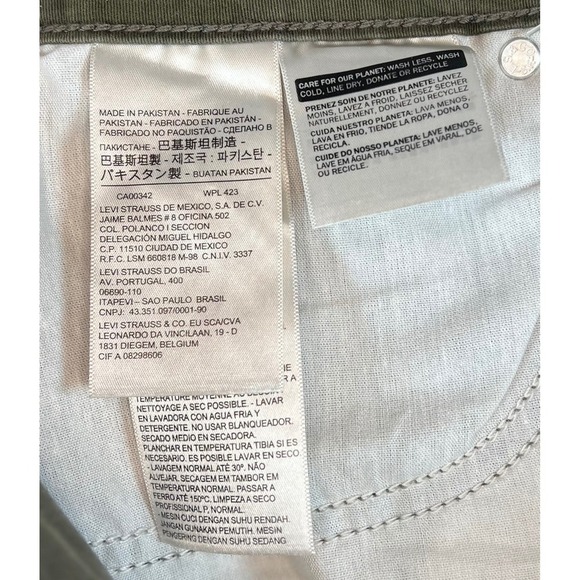 MADE IN PAKISTAN - FABRIQUE AU
PAKISTAN - FABRICADO EN PAKISTÁN -
FABRICADO NO PAQUISTÃO - СДЕЛАНО В
ПАКИСТАНЕ - 巴基斯坦制造 -
巴基斯坦製 - 제조국 : 파키스탄 -
パキスタン製 - BUATAN PAKISTAN
CA00342 WPL 423
LEVI STRAUSS DE MEXICO, S.A. DE C.V.
JAIME BALMES # 8 OFICINA 502
COL. POLANCO I SECCION
DELEGACIÓN MIGUEL HIDALGO
C.P. 11510 CIUDAD DE MEXICO
R.F.C. LSM 660818 M-98 C.N.I.V. 3337
LEVI STRAUSS DO BRASIL
AV. PORTUGAL, 400
06690-110
ITAPEVI – SAO PAULO BRASIL
CNPJ: 43.351.097/0001-90
LEVI STRAUSS & CO. EU SCA/CVA
LEONARDO DA VINCILAAN, 19 - D
1831 DIEGEM, BELGIUM
CIF A 08298606
CARE FOR OUR PLANET: WASH LESS, WASH
COLD, LINE DRY, DONATE OR RECYCLE
PRENEZ SOIN DE NOTRE PLANETE: LAVEZ
MOINS, LAVEZ A FROID, LAISSEZ SECHER
NATURELLEMENT, DONNEZ OU RECYCLEZ
CUIDA NUESTRO PLANETA: LAVA MENOS,
LAVA EN FRIO, TIENDE LA ROPA, DONA O
RECICLA.
CUIDE DO NOSSO PLANETA: LAVE MENOS,
LAVE EM ÁGUA FRIA, SEQUE EM VARAL, DOE
OU RECICLE.
TEMPERATURE MOYENNE AU BESOIN
NETTOYAGE A SEC POSSIBLE. - LAVAR
EN LAVADORA CON AGUA FRIA Y
DETERGENTE. NO USAR BLANQUEADOR.
SECADO MEDIO EN SECADORA.
PLANCHAR EN TEMPERATURA TIBIA SI ES
NECESARIO. ES POSIBLE LAVAR EN SECO.
- LAVAGEM NORMAL ATÉ 30º. NÃO
ALVEJAR. SECAGEM EM TAMBOR EM
TEMPERATURA NORMAL. PASSAR A
FERRO ATÉ 150ºC. LIMPEZA A SECO
PROFISSIONAL P, NORMAL.
- MESIN CUCI DENGAN SUHU RENDAH.
JANGAN GUNAKAN PEMUTIH. MESIN
PENGERING DENGAN SUHU SEDANG